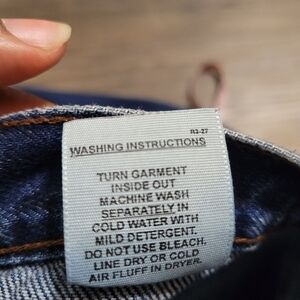 R3-27
WASHING INSTRUCTIONS
TURN GARMENT
INSIDE OUT
MACHINE WASH
SEPARATELY IN
COLD WATER WITH
MILD DETERGENT.
DO NOT USE BLEACH.
LINE DRY OR COLD
AIR FLUFF IN DRYER.